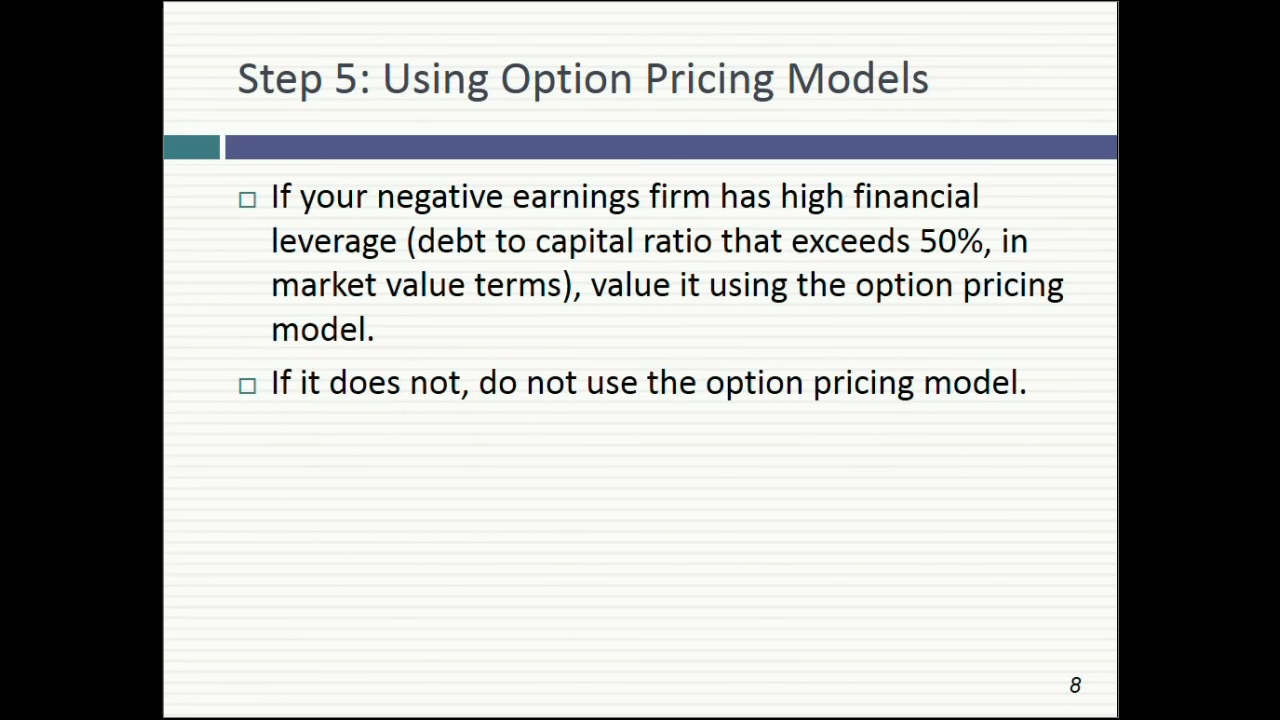 Step 5: Using Option Pricing Models
If your negative earnings firm has high financial
leverage (debt to capital ratio that exceeds 50%, in
market value terms), value it using the option pricing
model.
If it does not, do not use the option pricing model.
8